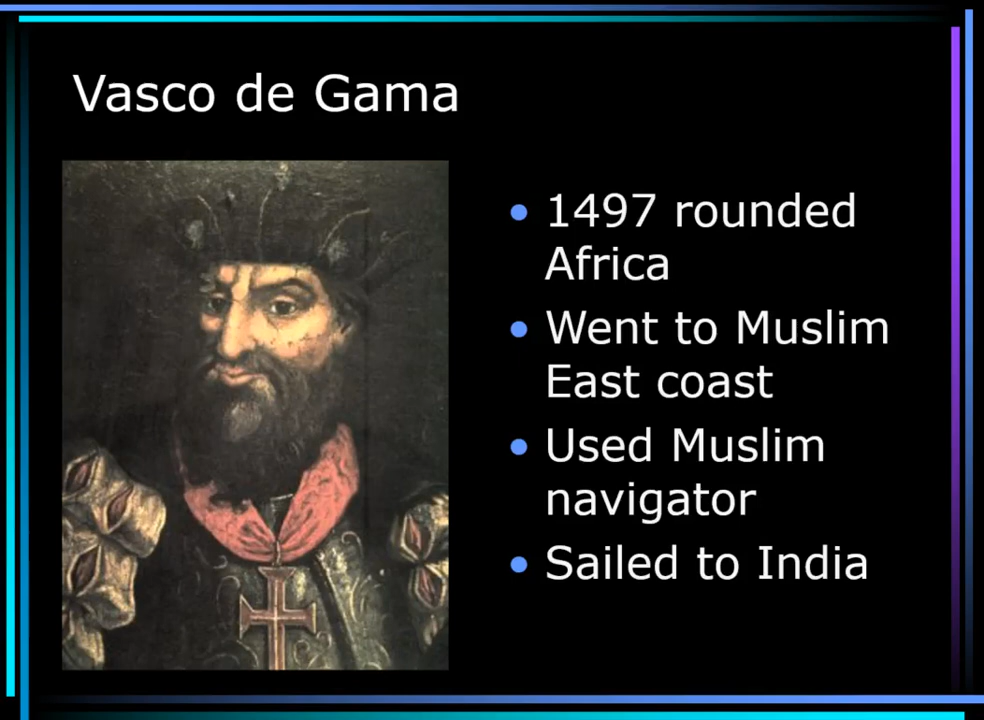 Vasco de Gama
• 1497 rounded
Africa
• Went to Muslim
East coast
• Used Muslim
navigator
• Sailed to India